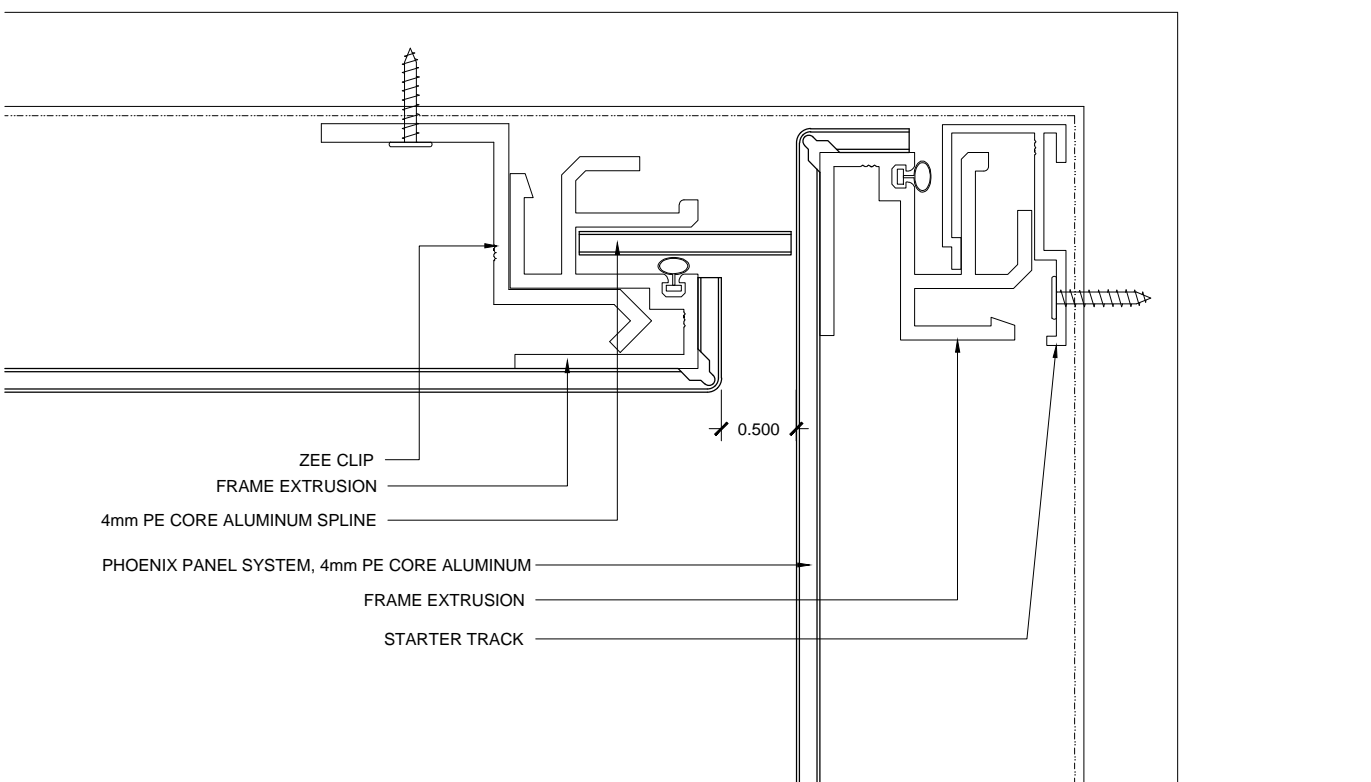 0.500
ZEE CLIP
FRAME EXTRUSION
4mm PE CORE ALUMINUM SPLINE
PHOENIX PANEL SYSTEM, 4mm PE CORE ALUMINUM
FRAME EXTRUSION
STARTER TRACK